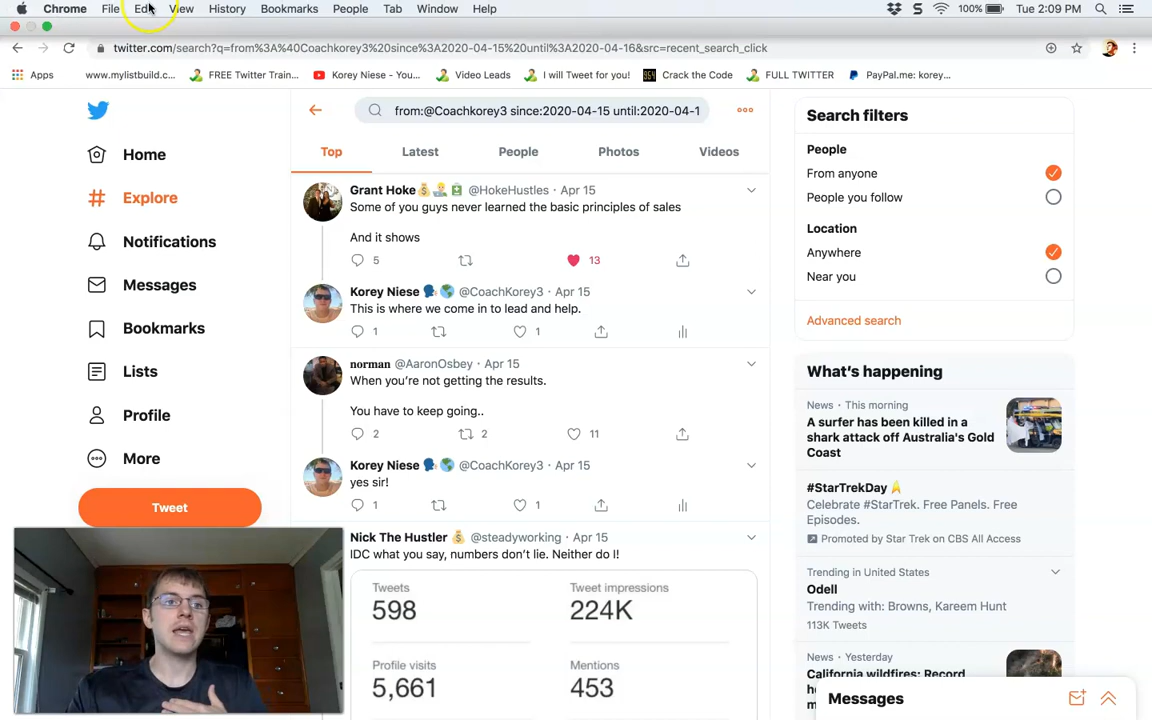 Chrome File Edit View History Bookmarks People Tab Window Help 100% Tue 2:09 PM
twitter.com/search?q=from%3A%40Coachkorey3%20since%3A2020-04-15%20until%3A2020-04-16&src=recent_search_click
Apps www.mylistbuild.c... FREE Twitter Train... Korey Niese - You... Video Leads I will Tweet for you! Crack the Code FULL TWITTER PayPal.me: korey...
from:@Coachkorey3 since:2020-04-15 until:2020-04-1
Top Latest People Photos Videos
Home
Explore
Notifications
Messages
Bookmarks
Lists
Profile
More
Tweet
Grant Hoke @HokeHustles · Apr 15
Some of you guys never learned the basic principles of sales
And it shows
5 13
Korey Niese @CoachKorey3 · Apr 15
This is where we come in to lead and help.
1 1
norman @AaronOsbey · Apr 15
When you're not getting the results.
You have to keep going..
2 2 11
Korey Niese @CoachKorey3 · Apr 15
yes sir!
1 1
Nick The Hustler @steadyworking · Apr 15
IDC what you say, numbers don't lie. Neither do I!
Tweets Tweet impressions
598 224K
Profile visits Mentions
5,661 453
Search filters
People
From anyone
People you follow
Location
Anywhere
Near you
Advanced search
What's happening
News · This morning
A surfer has been killed in a
shark attack off Australia's Gold
Coast
#StarTrekDay
Celebrate #StarTrek. Free Panels. Free
Episodes.
Promoted by Star Trek on CBS All Access
Trending in United States
Odell
Trending with: Browns, Kareem Hunt
113K Tweets
News · Yesterday
California wildfires: Record
Messages